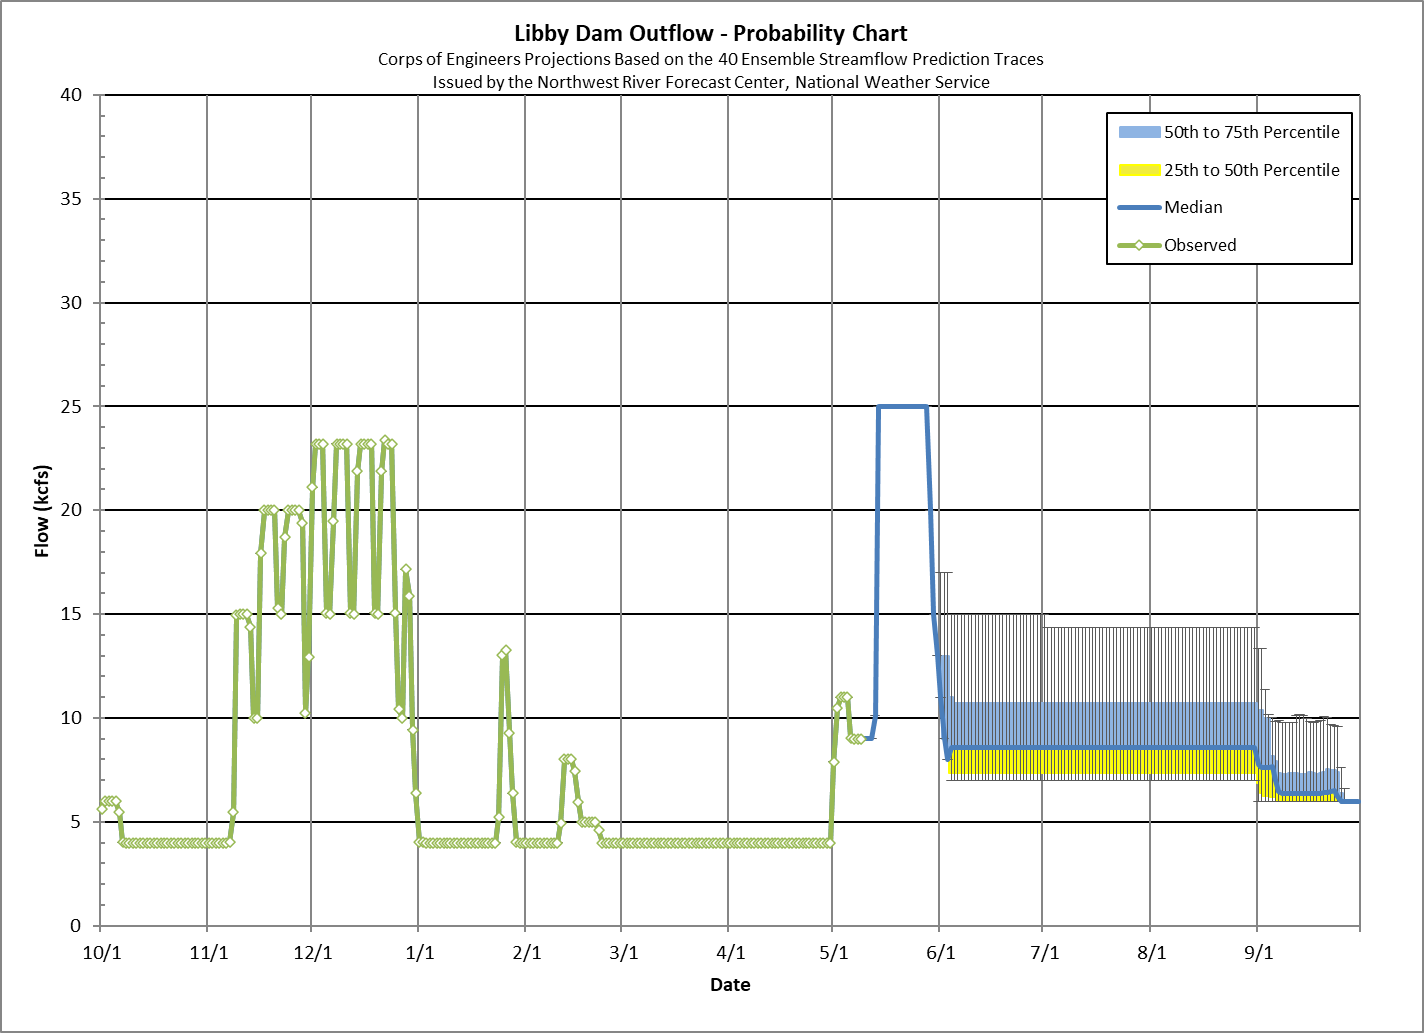 Libby Dam Outflow - Probability Chart
Corps of Engineers Projections Based on the 40 Ensemble Streamflow Prediction Traces
Issued by the Northwest River Forecast Center, National Weather Service
40
35
30
25
20
15
10
5
0
Flow (kcfs)
50th to 75th Percentile
25th to 50th Percentile
Median
Observed
10/1 11/1 12/1 1/1 2/1 3/1 4/1 5/1 6/1 7/1 8/1 9/1
Date